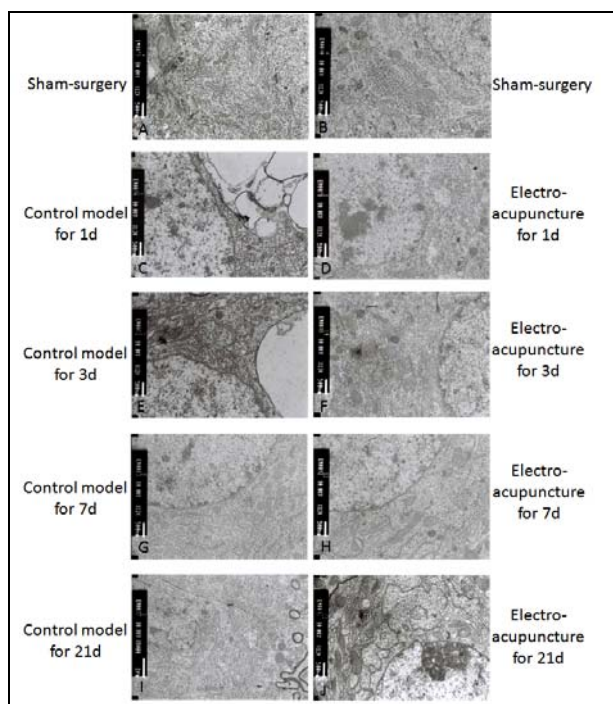 Sham-surgery
A
B
Sham-surgery
Control model
for 1d
C
D
Electro-
acupuncture
for 1d
Control model
for 3d
E
F
Electro-
acupuncture
for 3d
Control model
for 7d
G
H
Electro-
acupuncture
for 7d
Control model
for 21d
I
J
Electro-
acupuncture
for 21d